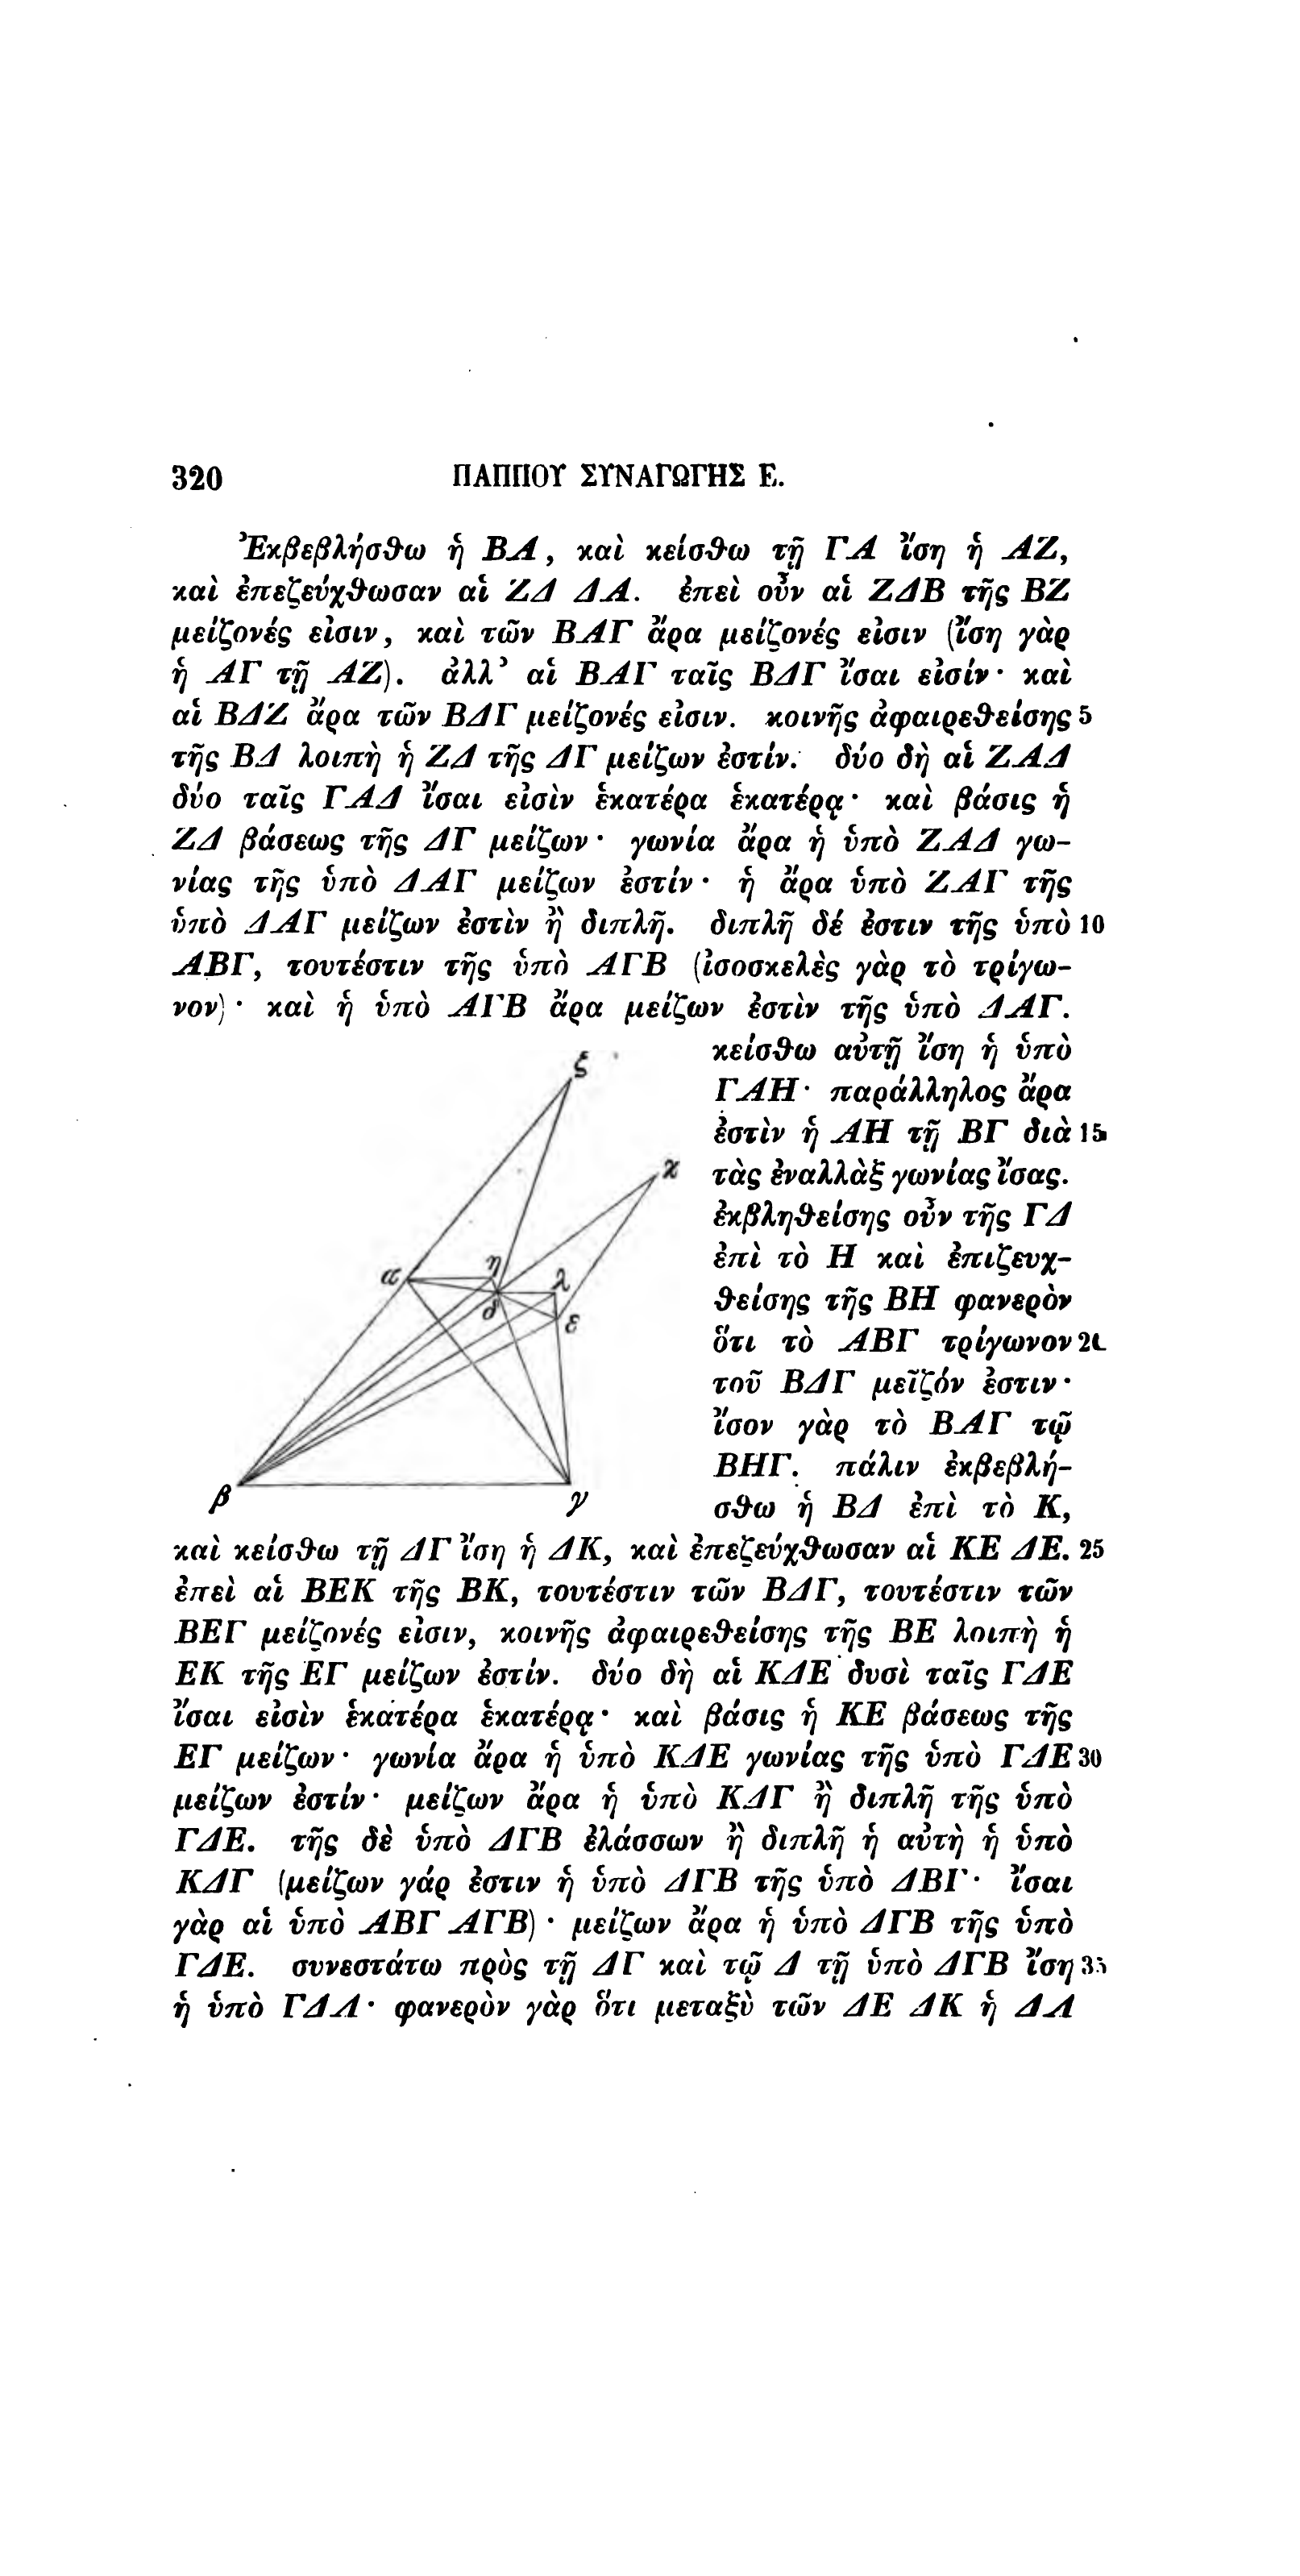 320 ΠΑΠΠΟΥ ΣΥΝΑΓΩΓΗΣ Ε.
Ἐκβεβλήσθω ἡ ΒΑ, καὶ κείσθω τῇ ΓΑ ἴση ἡ ΑΖ,
καὶ ἐπεζεύχθωσαν αἱ ΖΔ ΔΑ. ἐπεὶ οὖν αἱ ΖΔΒ τῆς ΒΖ
μείζονές εἰσιν, καὶ τῶν ΒΑΓ ἄρα μείζονές εἰσιν (ἴση γὰρ
ἡ ΑΓ τῇ ΑΖ). ἀλλ’ αἱ ΒΑΓ ταῖς ΒΔΓ ἴσαι εἰσίν· καὶ
αἱ ΒΔΖ ἄρα τῶν ΒΔΓ μείζονές εἰσιν. κοινῆς ἀφαιρεθείσης 5
τῆς ΒΔ λοιπὴ ἡ ΖΔ τῆς ΔΓ μείζων ἐστίν. δύο δὴ αἱ ΖΑΔ
δύο ταῖς ΓΑΔ ἴσαι εἰσὶν ἑκατέρα ἑκατέρᾳ· καὶ βάσις ἡ
ΖΔ βάσεως τῆς ΔΓ μείζων· γωνία ἄρα ἡ ὑπὸ ΖΑΔ γω-
νίας τῆς ὑπὸ ΔΑΓ μείζων ἐστίν· ἡ ἄρα ὑπὸ ΖΑΓ τῆς
ὑπὸ ΔΑΓ μείζων ἐστὶν ἢ διπλῆ. διπλῆ δέ ἐστιν τῆς ὑπὸ 10
ΑΒΓ, τουτέστιν τῆς ὑπὸ ΑΓΒ (ἰσοσκελὲς γὰρ τὸ τρίγω-
νον)· καὶ ἡ ὑπὸ ΑΓΒ ἄρα μείζων ἐστὶν τῆς ὑπὸ ΔΑΓ.
κείσθω αὐτῇ ἴση ἡ ὑπὸ
ΓΑΗ· παράλληλος ἄρα
ἐστὶν ἡ ΑΗ τῇ ΒΓ διὰ 15
τὰς ἐναλλὰξ γωνίας ἴσας.
ἐκβληθείσης οὖν τῆς ΓΔ
ἐπὶ τὸ Η καὶ ἐπιζευχ-
θείσης τῆς ΒΗ φανερὸν
ὅτι τὸ ΑΒΓ τρίγωνον 20
τοῦ ΒΔΓ μεῖζόν ἐστιν·
ἴσον γὰρ τὸ ΒΑΓ τῷ
ΒΗΓ. πάλιν ἐκβεβλή-
σθω ἡ ΒΔ ἐπὶ τὸ Κ,
ξ
κ
α
η
λ
δ
ε
β
γ
καὶ κείσθω τῇ ΔΓ ἴση ἡ ΔΚ, καὶ ἐπεζεύχθωσαν αἱ ΚΕ ΔΕ. 25
ἐπεὶ αἱ ΒΕΚ τῆς ΒΚ, τουτέστιν τῶν ΒΔΓ, τουτέστιν τῶν
ΒΕΓ μείζονές εἰσιν, κοινῆς ἀφαιρεθείσης τῆς ΒΕ λοιπὴ ἡ
ΕΚ τῆς ΕΓ μείζων ἐστίν. δύο δὴ αἱ ΚΔΕ δυσὶ ταῖς ΓΔΕ
ἴσαι εἰσὶν ἑκατέρα ἑκατέρᾳ· καὶ βάσις ἡ ΚΕ βάσεως τῆς
ΕΓ μείζων· γωνία ἄρα ἡ ὑπὸ ΚΔΕ γωνίας τῆς ὑπὸ ΓΔΕ 30
μείζων ἐστίν· μείζων ἄρα ἡ ὑπὸ ΚΔΓ ἢ διπλῆ τῆς ὑπὸ
ΓΔΕ. τῆς δὲ ὑπὸ ΔΓΒ ἐλάσσων ἢ διπλῆ ἡ αὐτὴ ἡ ὑπὸ
ΚΔΓ (μείζων γάρ ἐστιν ἡ ὑπὸ ΔΓΒ τῆς ὑπὸ ΔΒΓ· ἴσαι
γὰρ αἱ ὑπὸ ΑΒΓ ΑΓΒ)· μείζων ἄρα ἡ ὑπὸ ΔΓΒ τῆς ὑπὸ
ΓΔΕ. συνεστάτω πρὸς τῇ ΔΓ καὶ τῷ Δ τῇ ὑπὸ ΔΓΒ ἴση 35
ἡ ὑπὸ ΓΔΛ· φανερὸν γὰρ ὅτι μεταξὺ τῶν ΔΕ ΔΚ ἡ ΔΛ